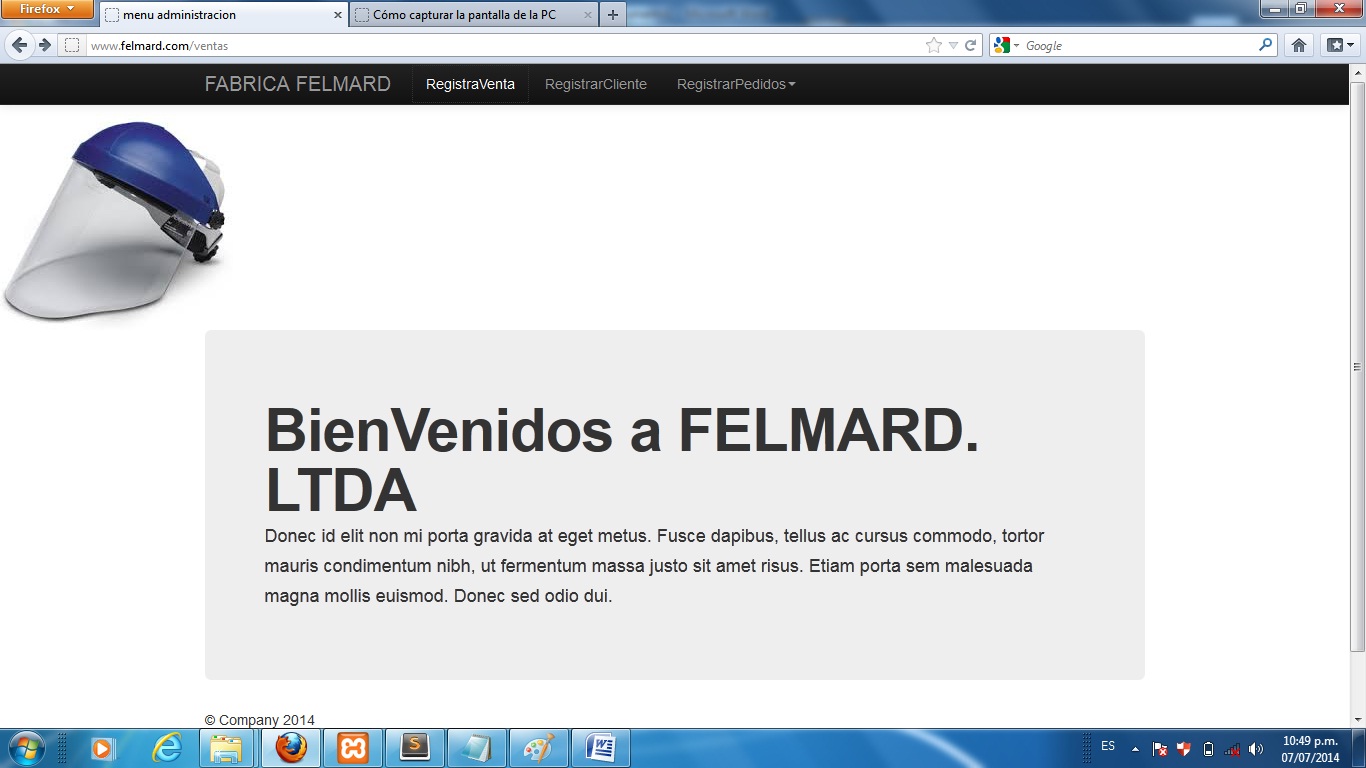 Firefox
menu administracion
Cómo capturar la pantalla de la PC
www.felmard.com/ventas
Google
FABRICA FELMARD
RegistraVenta
RegistrarCliente
RegistrarPedidos
BienVenidos a FELMARD.
LTDA
Donec id elit non mi porta gravida at eget metus. Fusce dapibus, tellus ac cursus commodo, tortor
mauris condimentum nibh, ut fermentum massa justo sit amet risus. Etiam porta sem malesuada
magna mollis euismod. Donec sed odio dui.
© Company 2014
ES
10:49 p.m.
07/07/2014